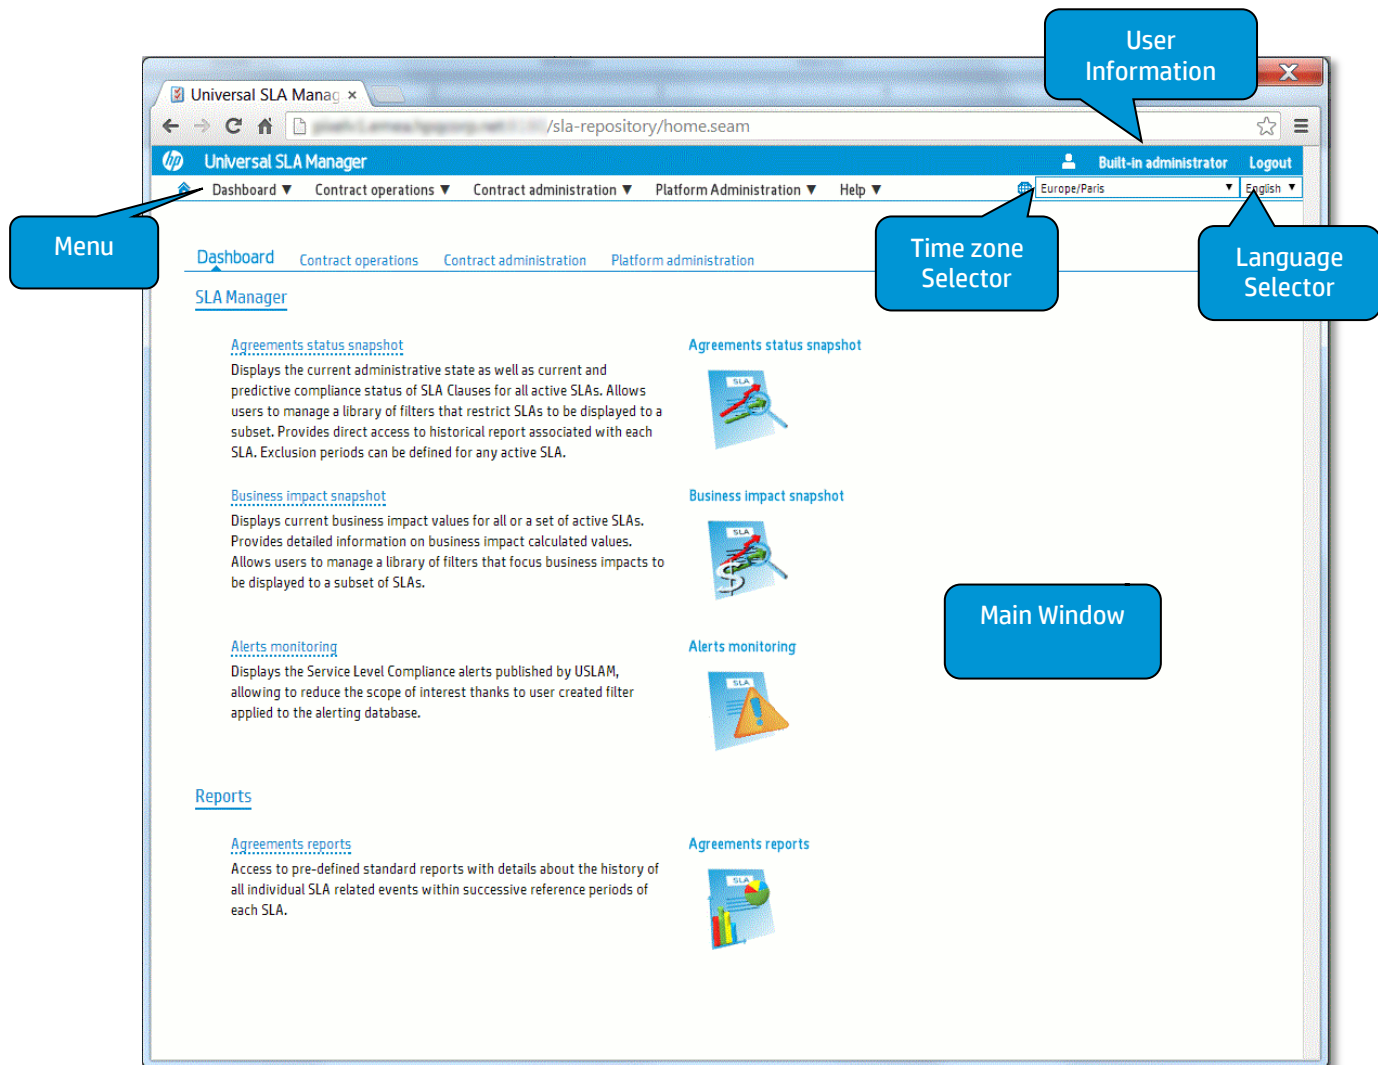 User
Information
Universal SLA Manag
/sla-repository/home.seam
hp
Universal SLA Manager
Built-in administrator Logout
Dashboard ▼ Contract operations ▼ Contract administration ▼ Platform Administration ▼ Help ▼
Europe/Paris
English
Menu
Time zone
Selector
Language
Selector
Dashboard Contract operations Contract administration Platform administration
SLA Manager
Agreements status snapshot
Displays the current administrative state as well as current and
predictive compliance status of SLA Clauses for all active SLAs. Allows
users to manage a library of filters that restrict SLAs to be displayed to a
subset. Provides direct access to historical report associated with each
SLA. Exclusion periods can be defined for any active SLA.
Agreements status snapshot
SLA
Business impact snapshot
Displays current business impact values for all or a set of active SLAs.
Provides detailed information on business impact calculated values.
Allows users to manage a library of filters that focus business impacts to
be displayed to a subset of SLAs.
Business impact snapshot
SLA
$
Main Window
Alerts monitoring
Displays the Service Level Compliance alerts published by USLAM,
allowing to reduce the scope of interest thanks to user created filter
applied to the alerting database.
Alerts monitoring
SLA
Reports
Agreements reports
Access to pre-defined standard reports with details about the history of
all individual SLA related events within successive reference periods of
each SLA.
Agreements reports
SLA